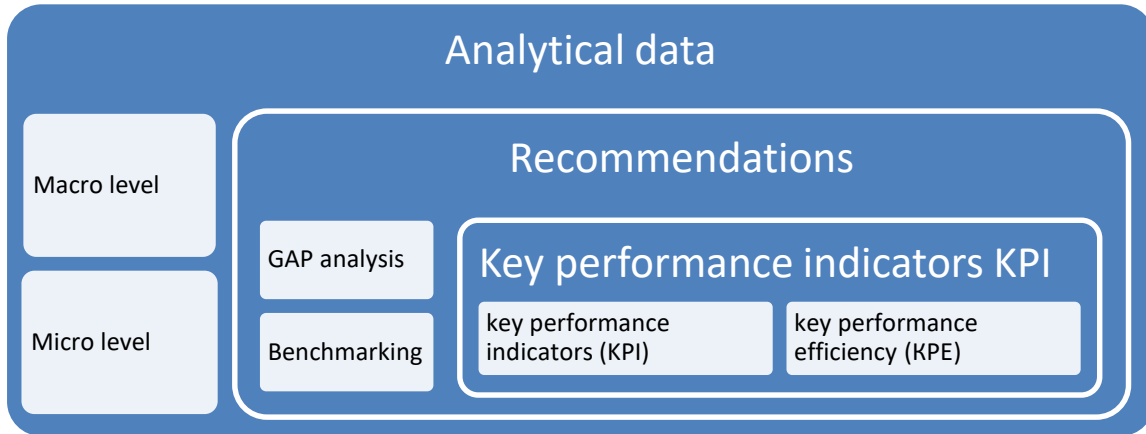 Analytical data
Macro level
Micro level
Recommendations
GAP analysis
Benchmarking
Key performance indicators KPI
key performance
indicators (KPI)
key performance
efficiency (KPE)